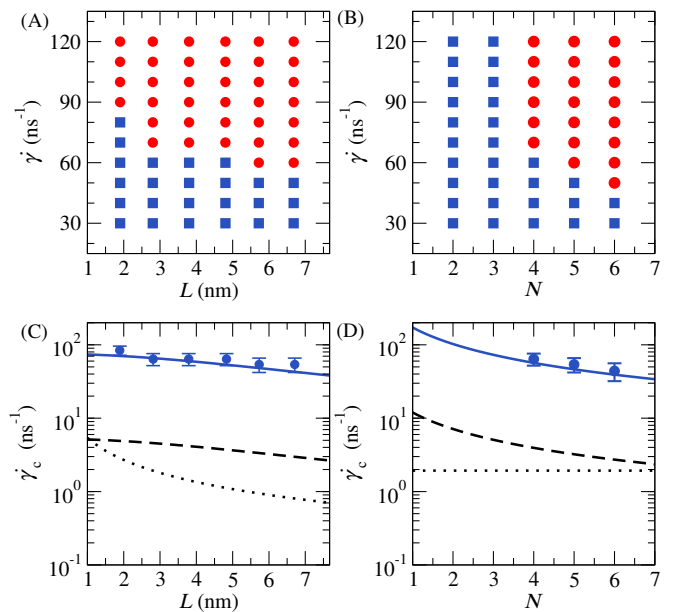 (A)
(B)
120
90
60
30
γ̇ (ns⁻¹)
1 2 3 4 5 6 7
L (nm)
120
90
60
30
γ̇ (ns⁻¹)
1 2 3 4 5 6 7
N
(C)
(D)
10²
10¹
10⁰
10⁻¹
γ̇c (ns⁻¹)
1 2 3 4 5 6 7
L (nm)
10²
10¹
10⁰
10⁻¹
γ̇c (ns⁻¹)
1 2 3 4 5 6 7
N